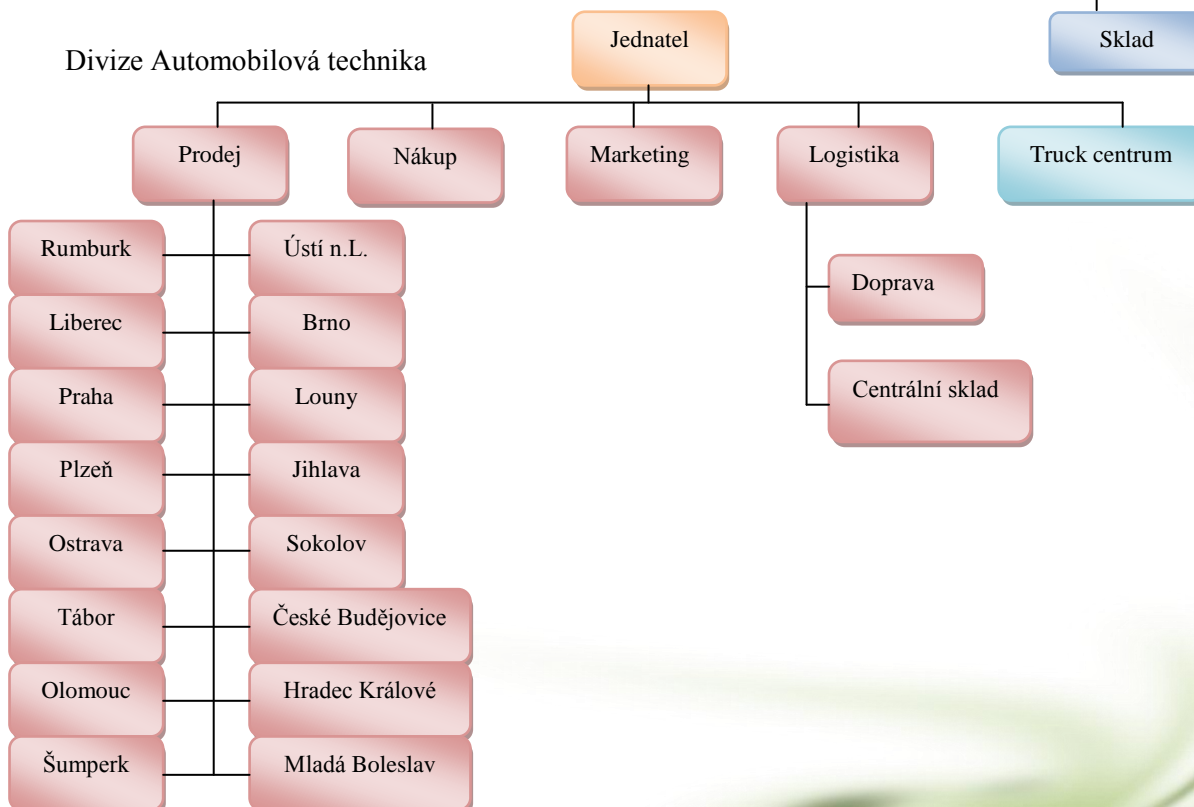 Sklad
Jednatel
Divize Automobilová technika
Prodej
Nákup
Marketing
Logistika
Truck centrum
Rumburk
Ústí n.L.
Liberec
Brno
Praha
Louny
Plzeň
Jihlava
Ostrava
Sokolov
Tábor
České Budějovice
Olomouc
Hradec Králové
Šumperk
Mladá Boleslav
Doprava
Centrální sklad